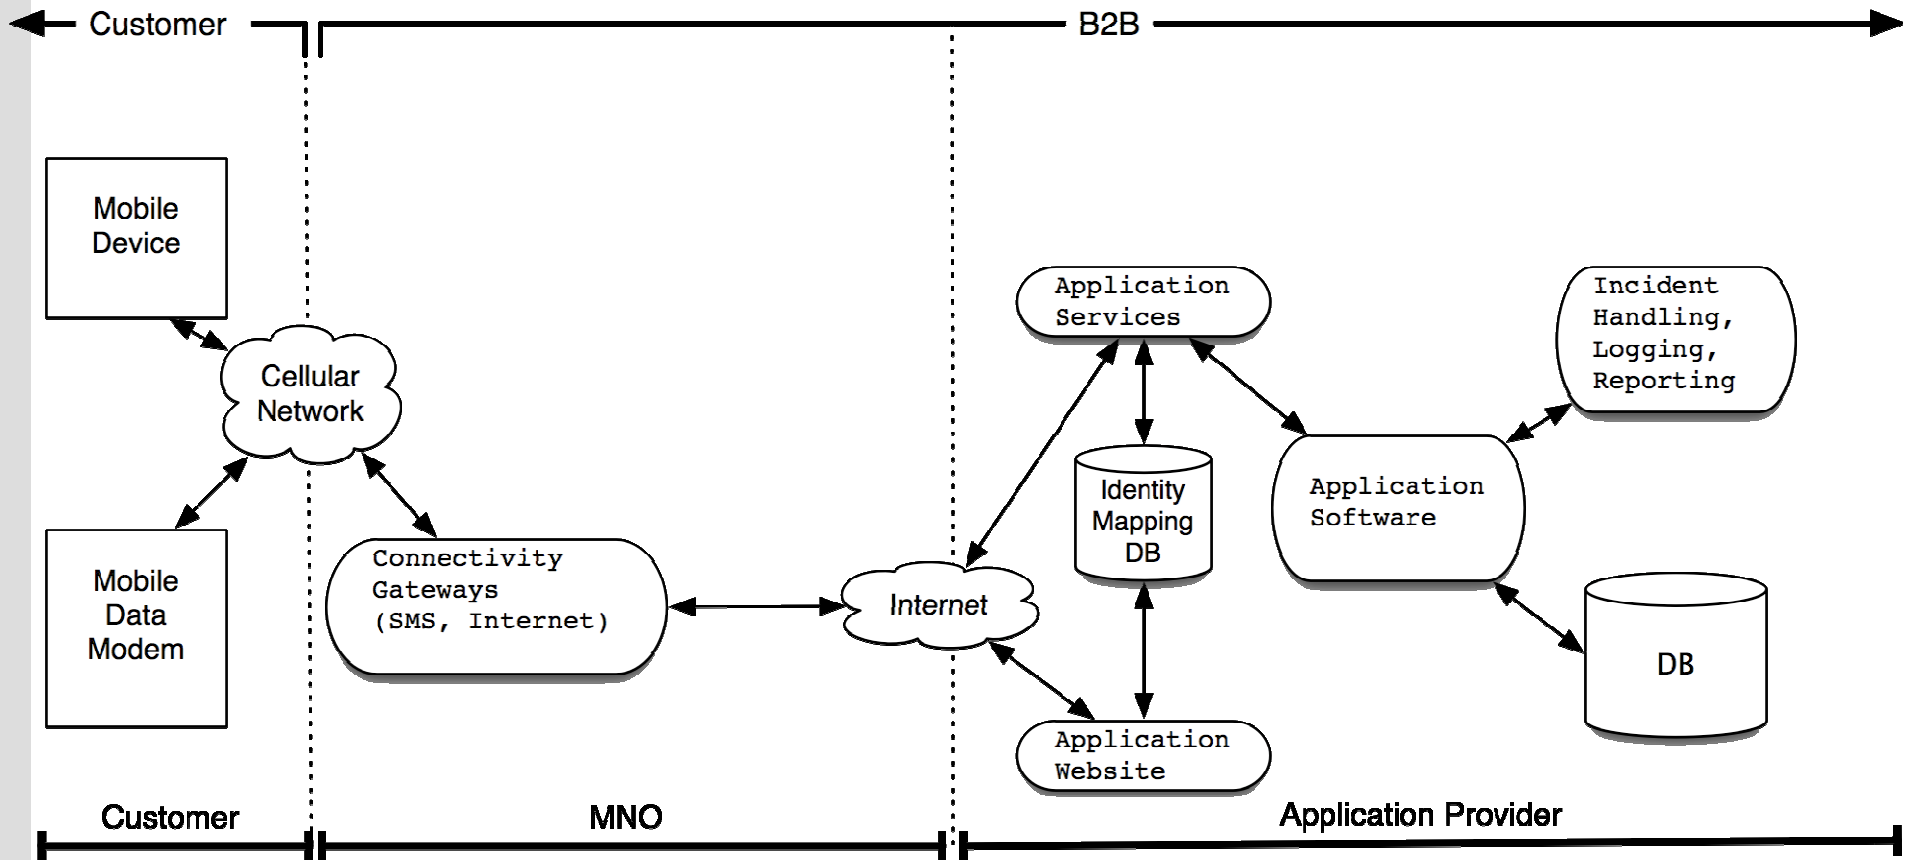 Customer
B2B
Mobile
Device
Cellular
Network
Mobile
Data
Modem
Connectivity
Gateways
(SMS, Internet)
Internet
Application
Services
Identity
Mapping
DB
Application
Website
Application
Software
Incident
Handling,
Logging,
Reporting
DB
Customer
MNO
Application Provider